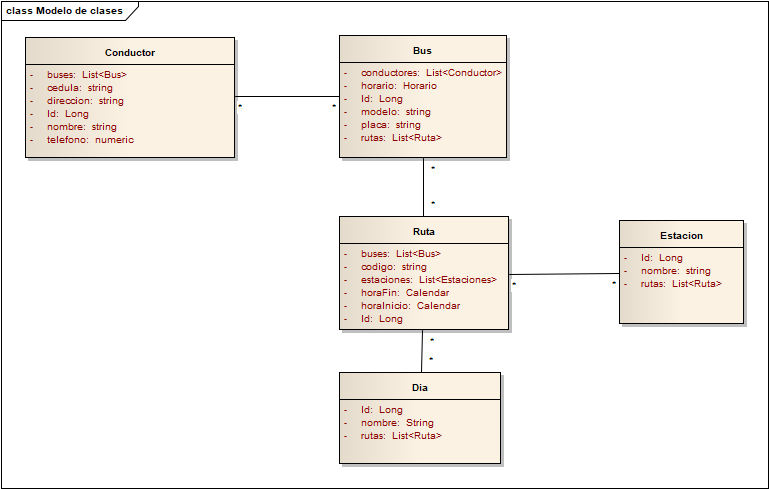 class Modelo de clases
Conductor
- buses: List<Bus>
- cedula: string
- direccion: string
- Id: Long
- nombre: string
- telefono: numeric
Bus
- conductores: List<Conductor>
- horario: Horario
- Id: Long
- modelo: string
- placa: string
- rutas: List<Ruta>
* *
*
*
Ruta
- buses: List<Bus>
- codigo: string
- estaciones: List<Estaciones>
- horaFin: Calendar
- horaInicio: Calendar
- Id: Long
Estacion
- Id: Long
- nombre: string
- rutas: List<Ruta>
* *
*
*
Dia
- Id: Long
- nombre: String
- rutas: List<Ruta>